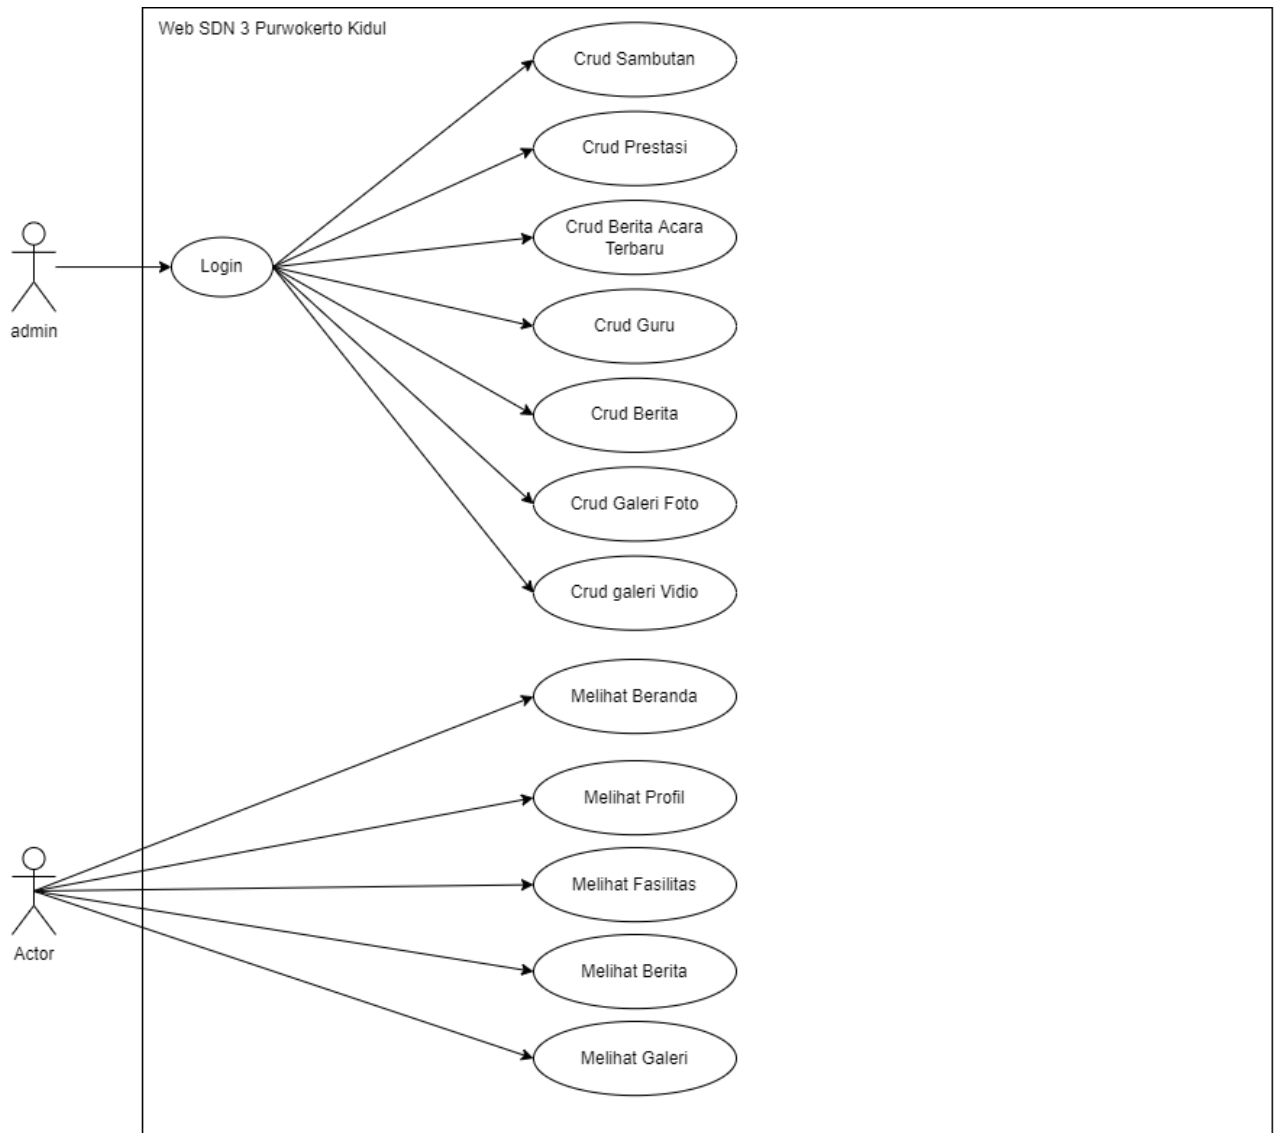 Web SDN 3 Purwokerto Kidul
Crud Sambutan
Crud Prestasi
Crud Berita Acara
Terbaru
Login
admin
Crud Guru
Crud Berita
Crud Galeri Foto
Crud galeri Vidio
Melihat Beranda
Melihat Profil
Melihat Fasilitas
Actor
Melihat Berita
Melihat Galeri